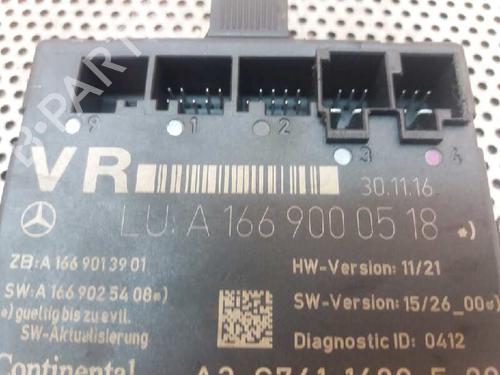 B-PARTS
9 1 2 3 4
VR
30.11.16
LU: A 166 900 05 18 *)
ZB: A 166 901 39 01
HW-Version: 11/21
SW: A 166 902 54 08*)
SW-Version: 15/26_00*)
*) gueltig bis zu evtl.
SW-Aktualisierung
Diagnostic ID: 0412
Continental